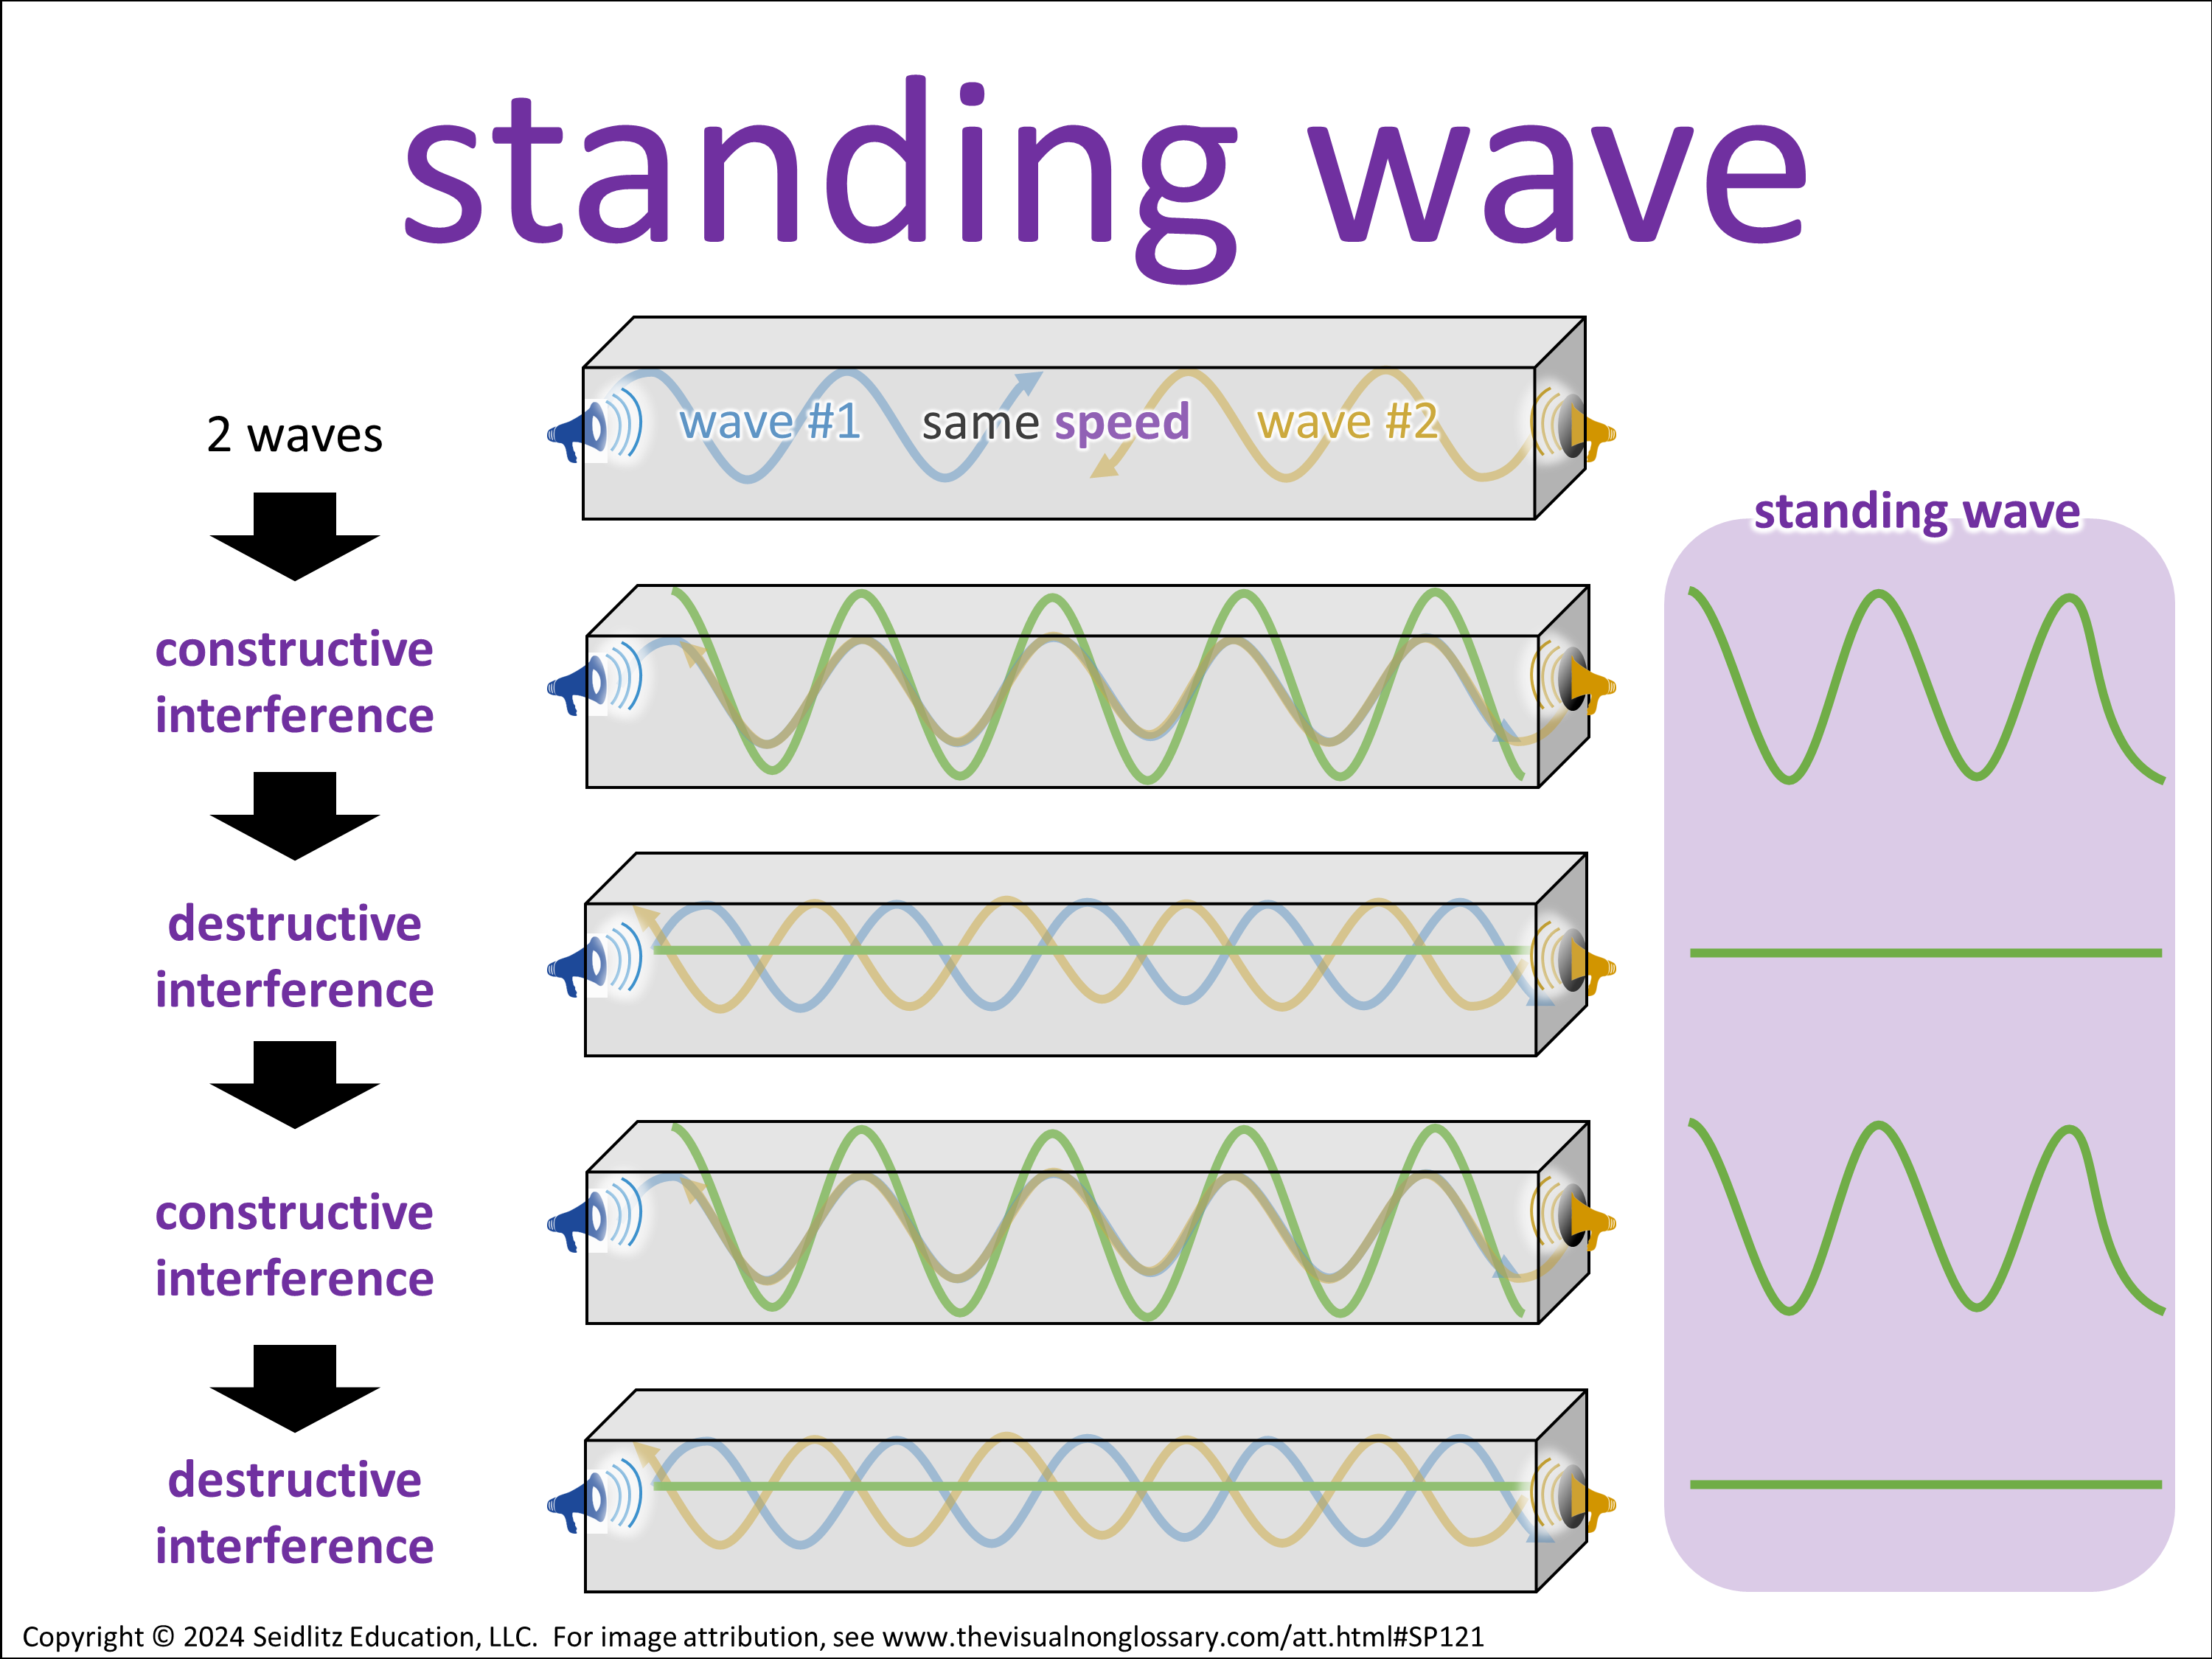 standing wave
2 waves
wave #1 same speed wave #2
standing wave
constructive
interference
destructive
interference
constructive
interference
destructive
interference
Copyright © 2024 Seidlitz Education, LLC.  For image attribution, see www.thevisualnonglossary.com/att.html#SP121